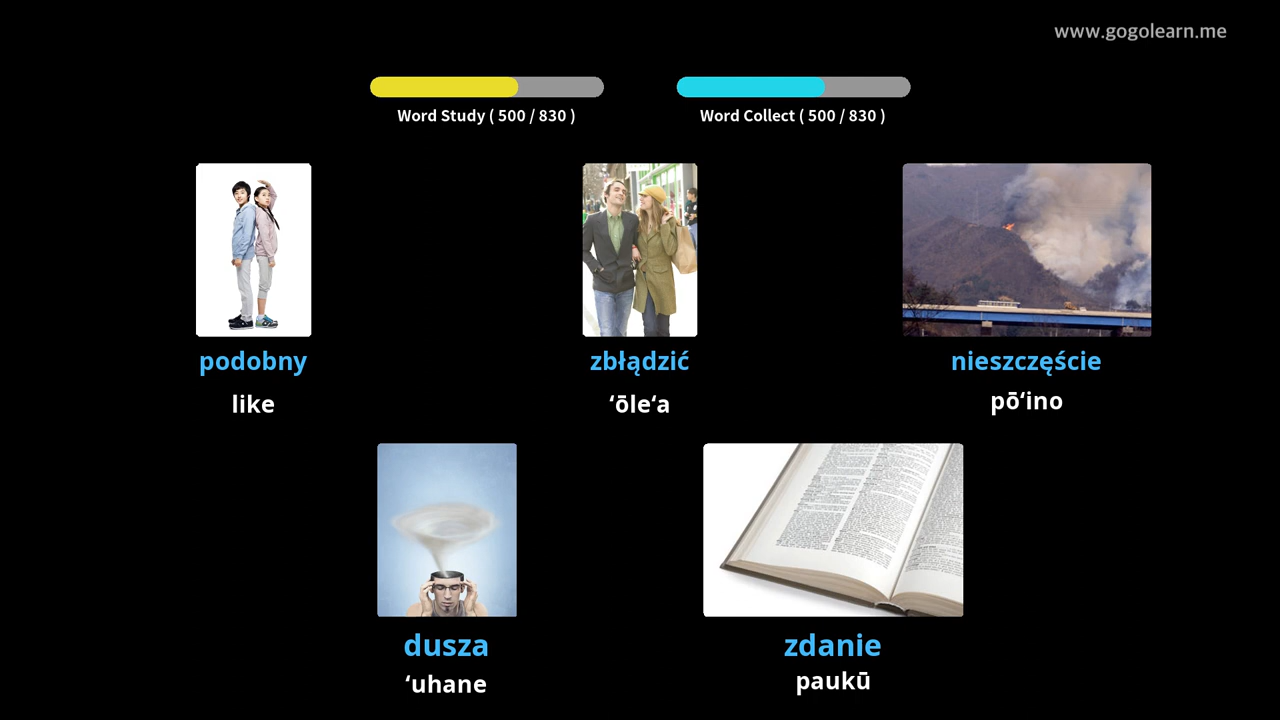 www.gogolearn.me
Word Study ( 500 / 830 )
Word Collect ( 500 / 830 )
podobny
like
zbłądzić
ʻōleʻa
nieszczęście
pōʻino
dusza
ʻuhane
zdanie
paukū